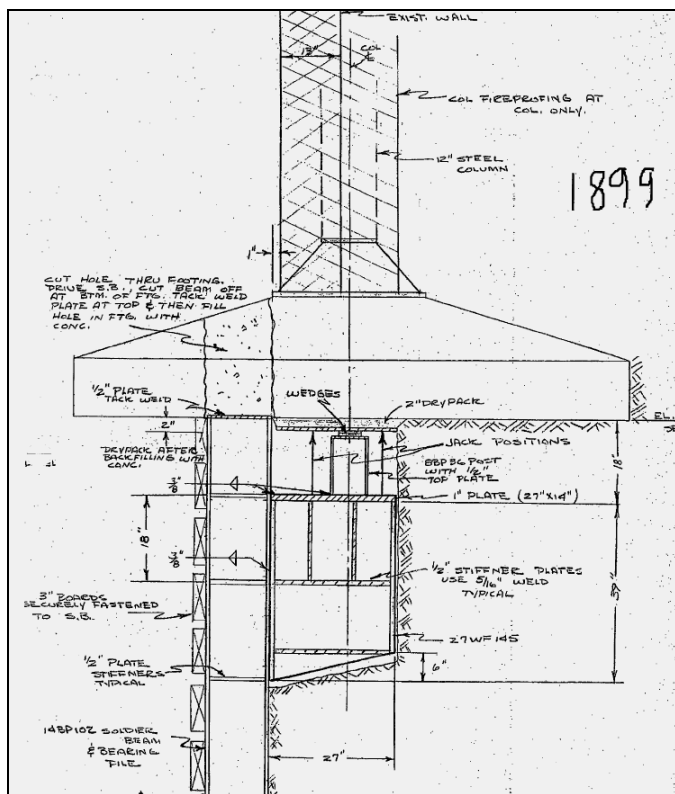 EXIST. WALL
13"
COL
E
COL FIREPROFING AT
COL. ONLY.
12" STEEL
COLUMN
1899
1"
CUT HOLE THRU FOOTING.
DRIVE S.B., CUT BEAM OFF
AT BTM. OF FTG. TACK WELD
PLATE AT TOP & THEN FILL
HOLE IN FTG. WITH
CONC.
1/2" PLATE
TACK WELD
WEDGES
2" DRYPACK
EL.
2"
JACK POSITIONS
DRYPACK AFTER
BACKFILLING WITH
CONC.
8BP36 POST
WITH 1/2"
TOP PLATE
18"
3/8
1" PLATE (27"X14")
18"
3/8"
1/2" STIFFNER PLATES
USE 5/16" WELD
TYPICAL
39"
3" BOARDS
SECURELY FASTENED
TO S.B.
27WF145
1/2" PLATE
STIFFENERS
TYPICAL
6"
14BP102 SOLDIER
BEAM
& BEARING
PILE
27"